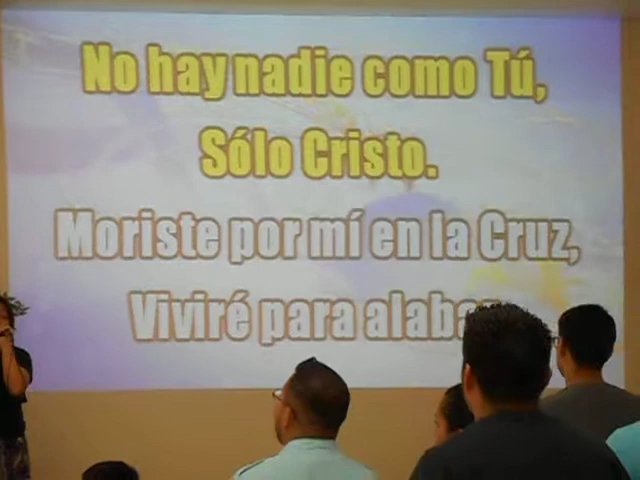 No hay nadie como Tú,
Sólo Cristo.
Moriste por mí en la Cruz,
Viviré para